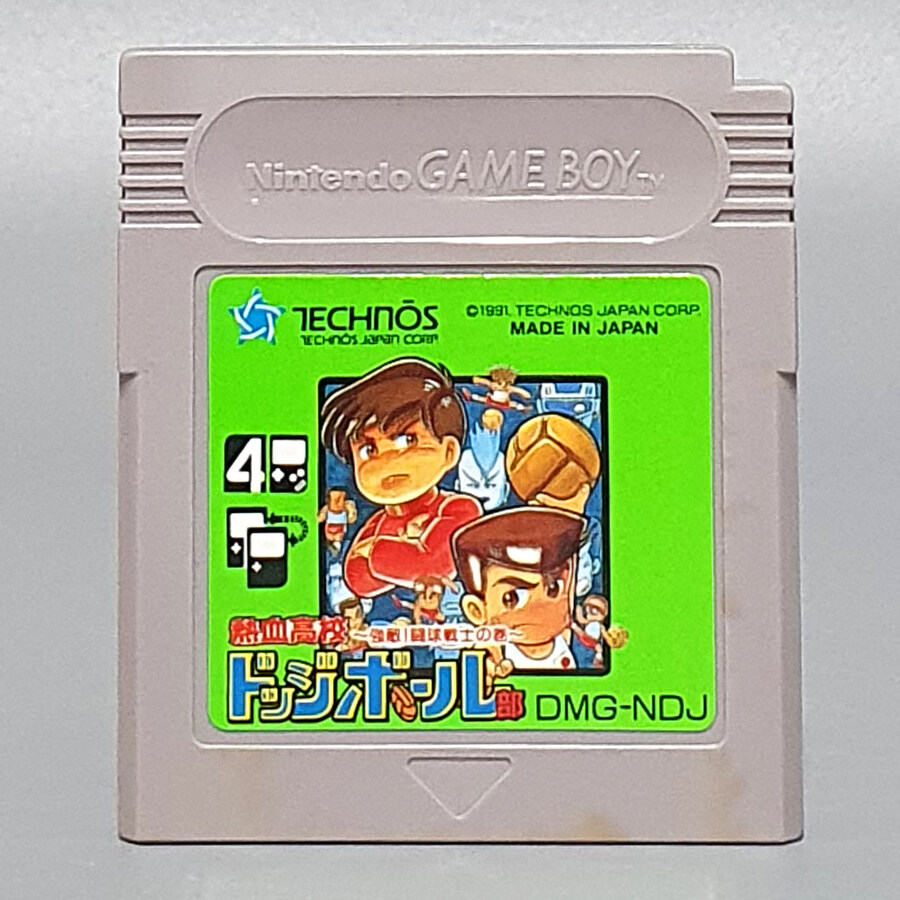 Nintendo GAME BOY TM
TECHNŌS
TECHNŌS JAPAN CORP.
©1991 TECHNOS JAPAN CORP.
MADE IN JAPAN
4
熱血高校
～強敵!闘球戦士の巻～
ドッジボール部
DMG-NDJ